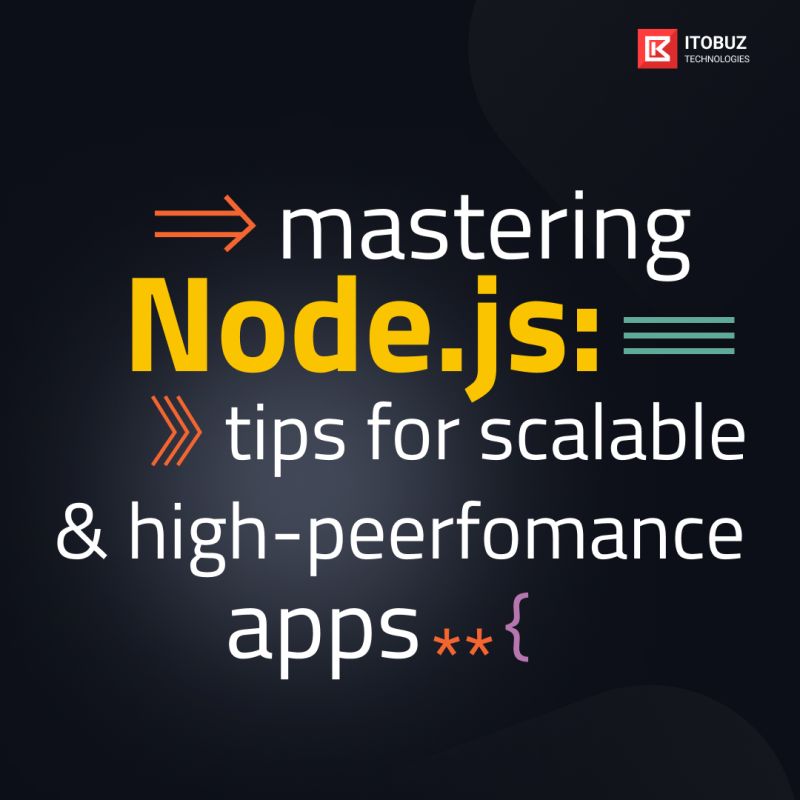 ITOBUZ
TECHNOLOGIES
⇒ mastering
Node.js: ≡
⫸ tips for scalable
& high-peerfomance
apps ** {